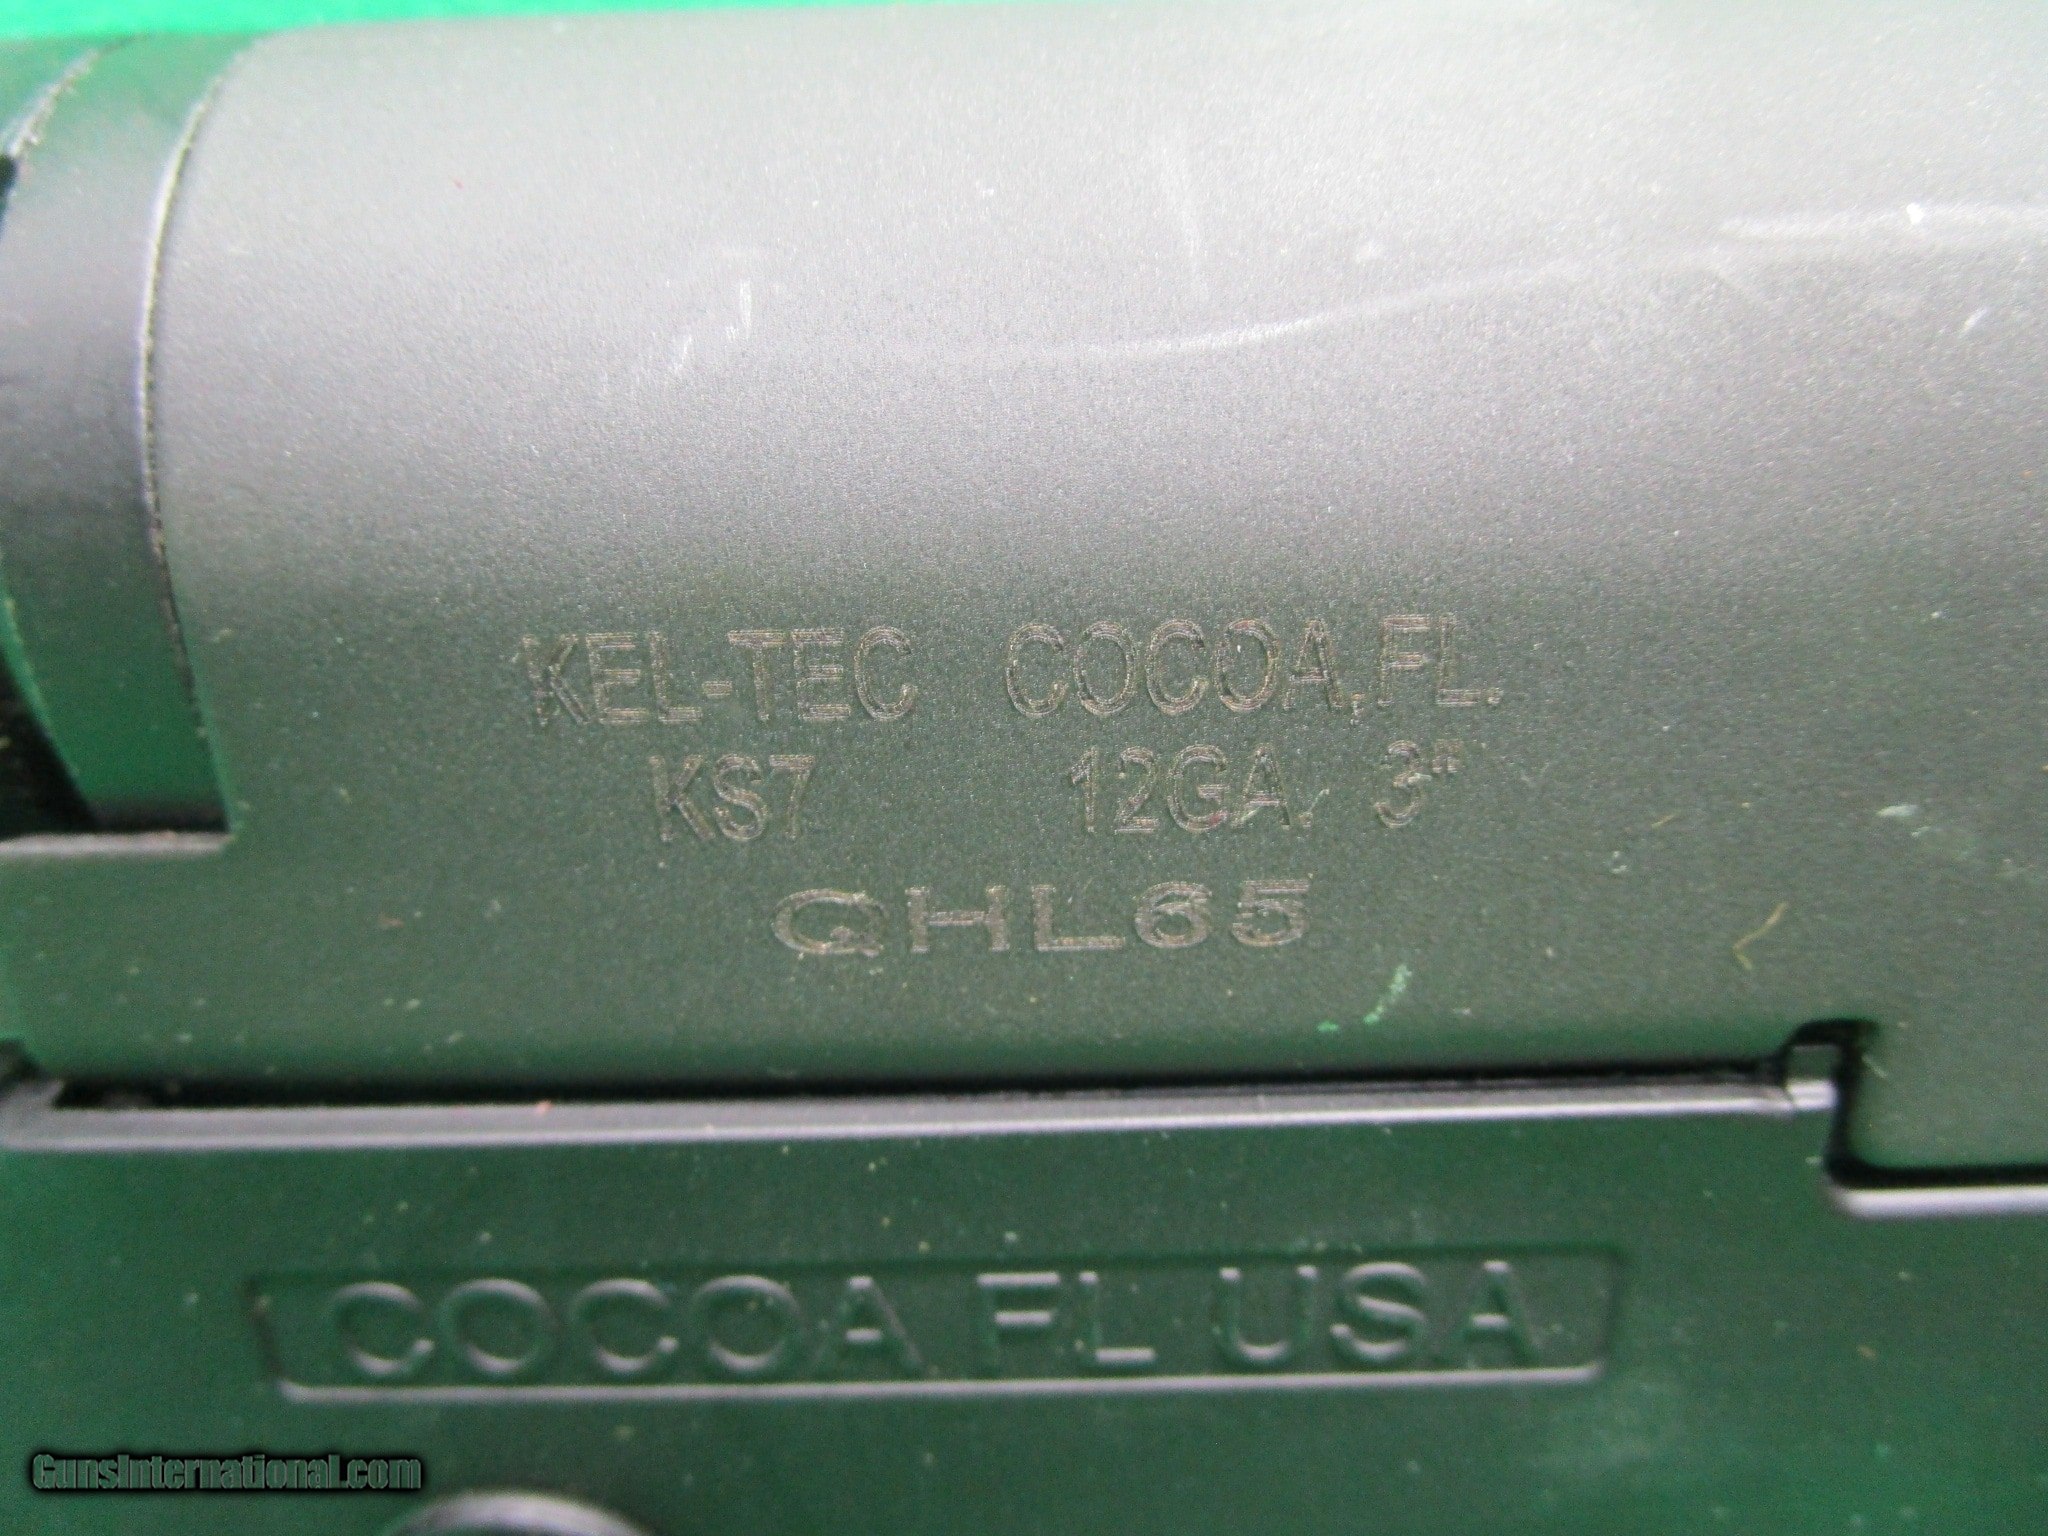 KEL-TEC COCOA, FL.
KS7 12GA. 3"
QHL65
COCOA FL USA
GunsInternational.com